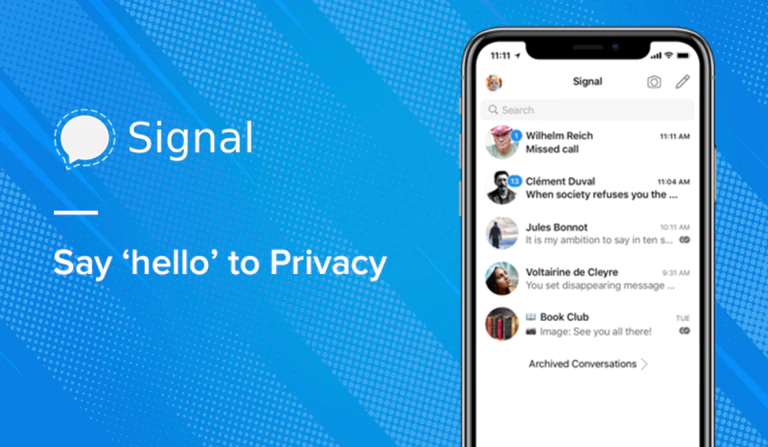 Signal
Say ‘hello’ to Privacy
11:11
Signal
Search
1
Wilhelm Reich 11:11 AM
Missed call
13
Clément Duval 11:04 AM
When society refuses you the ...
Jules Bonnot 10:11 AM
It is my ambition to say in ten s...
Voltairine de Cleyre 9:31 AM
You set disappearing message ...
Book Club TUE
Image: See you all there!
Archived Conversations